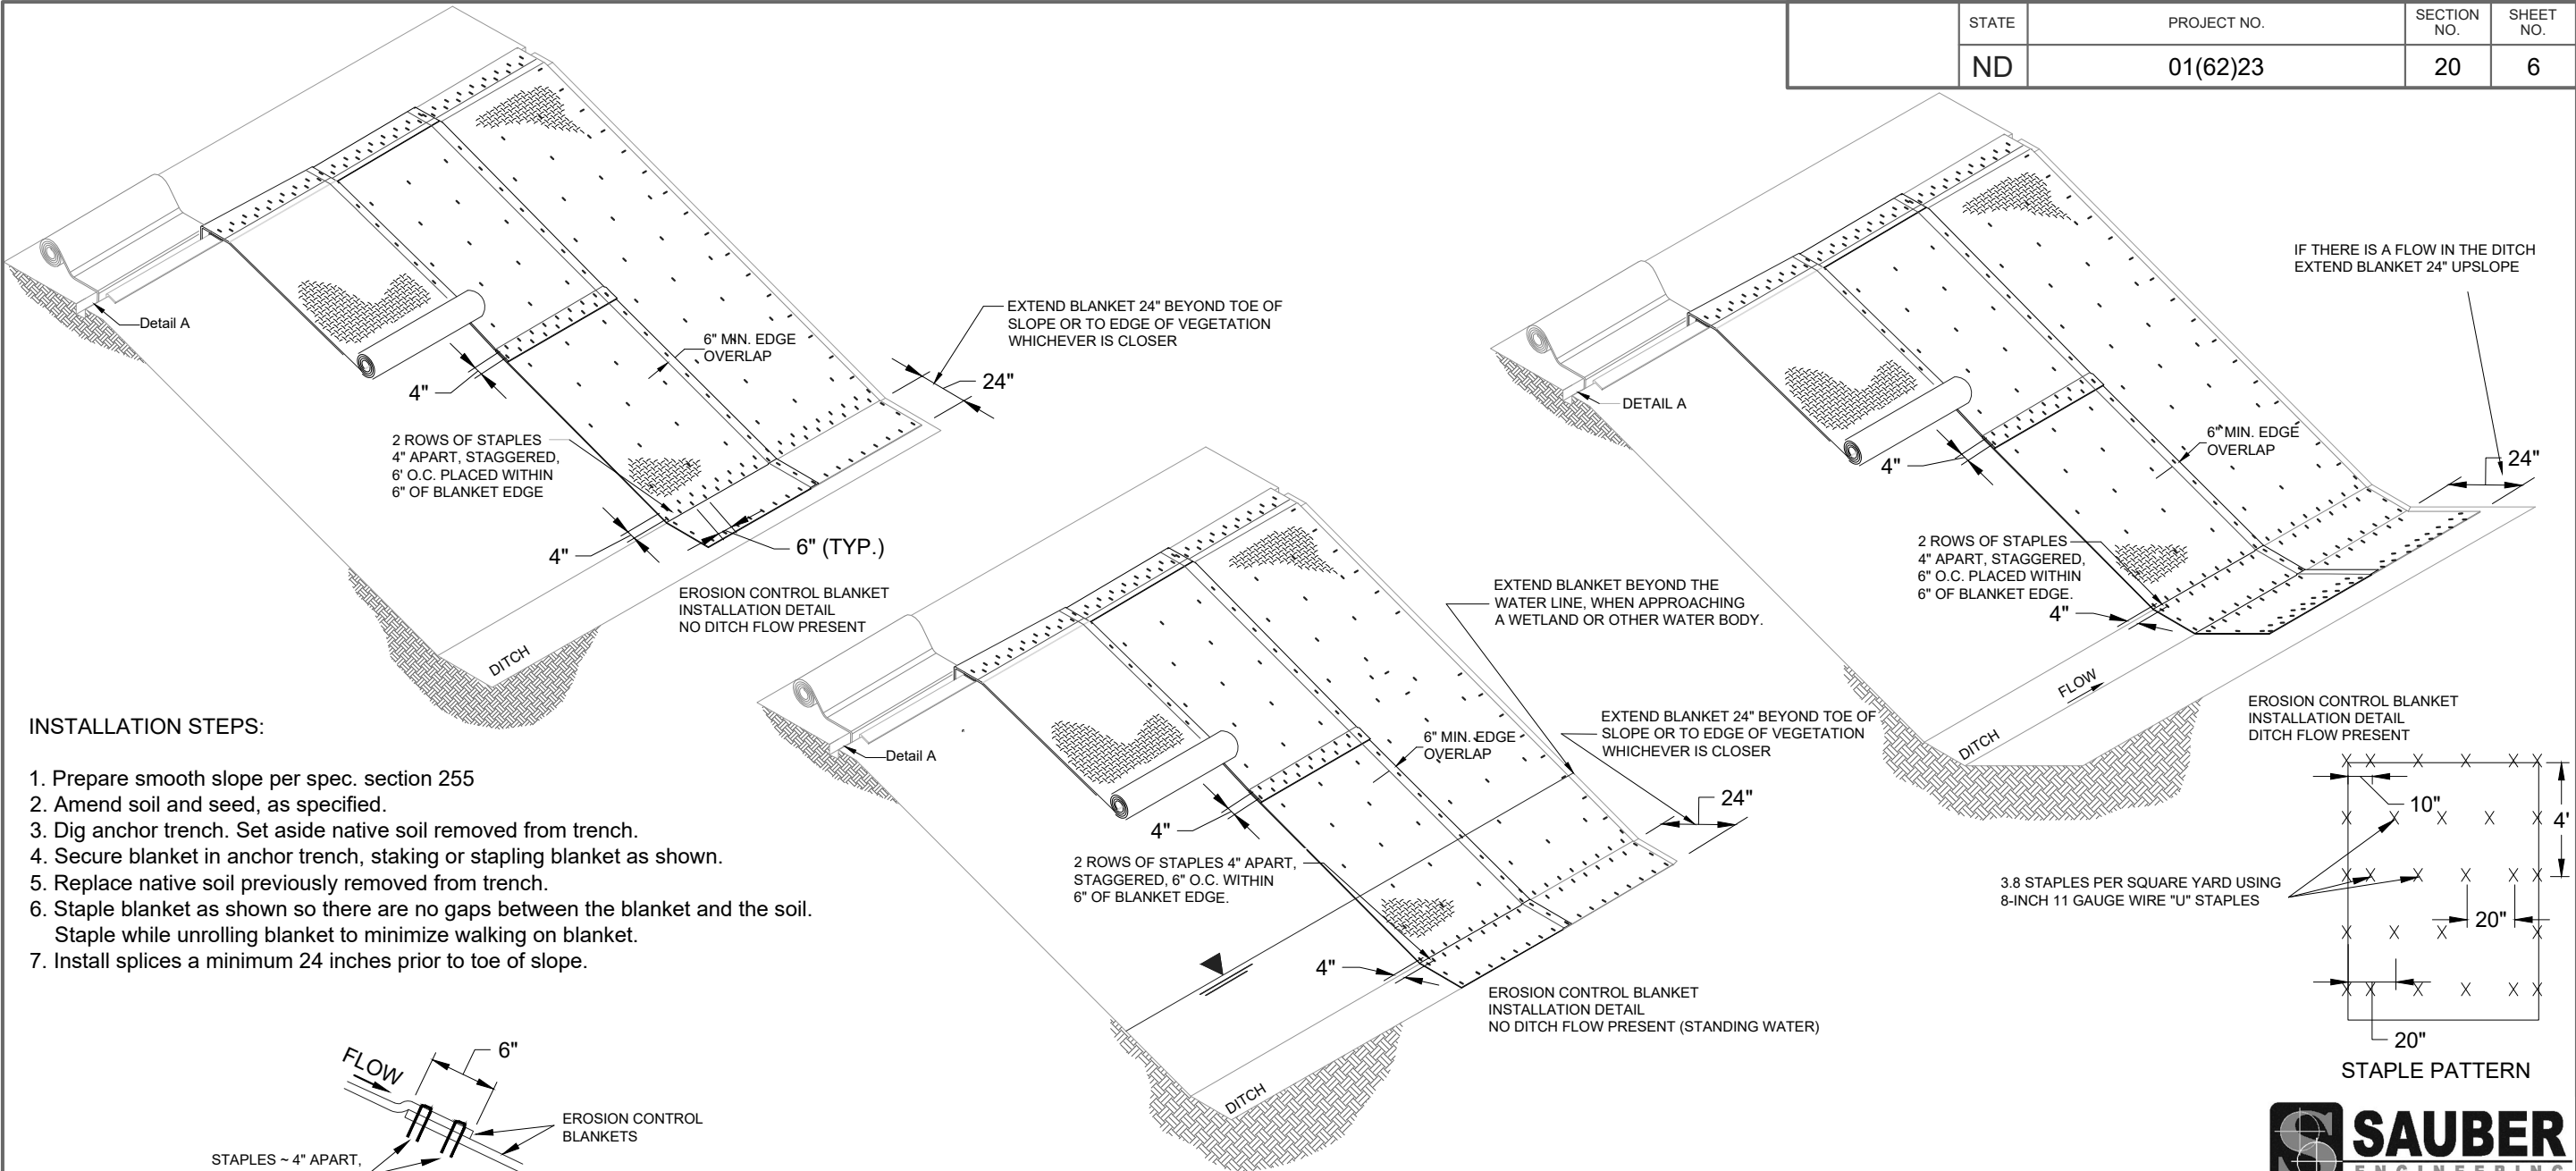 STATE
PROJECT NO.
SECTION
NO.
SHEET
NO.
ND
01(62)23
20
6
Detail A
4"
6" MIN. EDGE
OVERLAP
EXTEND BLANKET 24" BEYOND TOE OF
SLOPE OR TO EDGE OF VEGETATION
WHICHEVER IS CLOSER
24"
2 ROWS OF STAPLES
4" APART, STAGGERED,
6' O.C. PLACED WITHIN
6" OF BLANKET EDGE
4"
6" (TYP.)
EROSION CONTROL BLANKET
INSTALLATION DETAIL
NO DITCH FLOW PRESENT
DITCH
IF THERE IS A FLOW IN THE DITCH
EXTEND BLANKET 24" UPSLOPE
DETAIL A
4"
6" MIN. EDGE
OVERLAP
24"
2 ROWS OF STAPLES
4" APART, STAGGERED,
6" O.C. PLACED WITHIN
6" OF BLANKET EDGE.
4"
FLOW
DITCH
EROSION CONTROL BLANKET
INSTALLATION DETAIL
DITCH FLOW PRESENT
EXTEND BLANKET BEYOND THE
WATER LINE, WHEN APPROACHING
A WETLAND OR OTHER WATER BODY.
EXTEND BLANKET 24" BEYOND TOE OF
SLOPE OR TO EDGE OF VEGETATION
WHICHEVER IS CLOSER
24"
Detail A
6" MIN. EDGE
OVERLAP
4"
2 ROWS OF STAPLES 4" APART,
STAGGERED, 6" O.C. WITHIN
6" OF BLANKET EDGE.
4"
EROSION CONTROL BLANKET
INSTALLATION DETAIL
NO DITCH FLOW PRESENT (STANDING WATER)
DITCH
INSTALLATION STEPS:
1. Prepare smooth slope per spec. section 255
2. Amend soil and seed, as specified.
3. Dig anchor trench. Set aside native soil removed from trench.
4. Secure blanket in anchor trench, staking or stapling blanket as shown.
5. Replace native soil previously removed from trench.
6. Staple blanket as shown so there are no gaps between the blanket and the soil.
Staple while unrolling blanket to minimize walking on blanket.
7. Install splices a minimum 24 inches prior to toe of slope.
FLOW
6"
EROSION CONTROL
BLANKETS
STAPLES ~ 4" APART,
10"
4'
3.8 STAPLES PER SQUARE YARD USING
8-INCH 11 GAUGE WIRE "U" STAPLES
20"
20"
STAPLE PATTERN
SAUBER
ENGINEERING